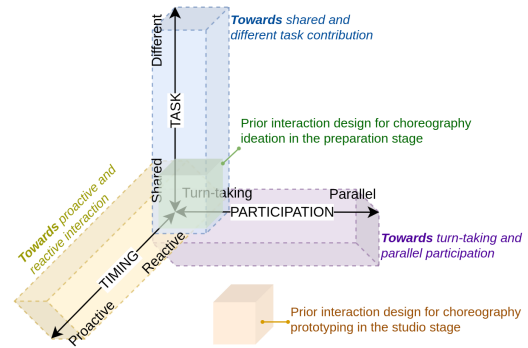 Different
Towards shared and
different task contribution
TASK
Prior interaction design for choreography
ideation in the preparation stage
Shared
Turn-taking
Parallel
PARTICIPATION
Towards proactive and
reactive interaction
Towards turn-taking and
parallel participation
Reactive
TIMING
Proactive
Prior interaction design for choreography
prototyping in the studio stage